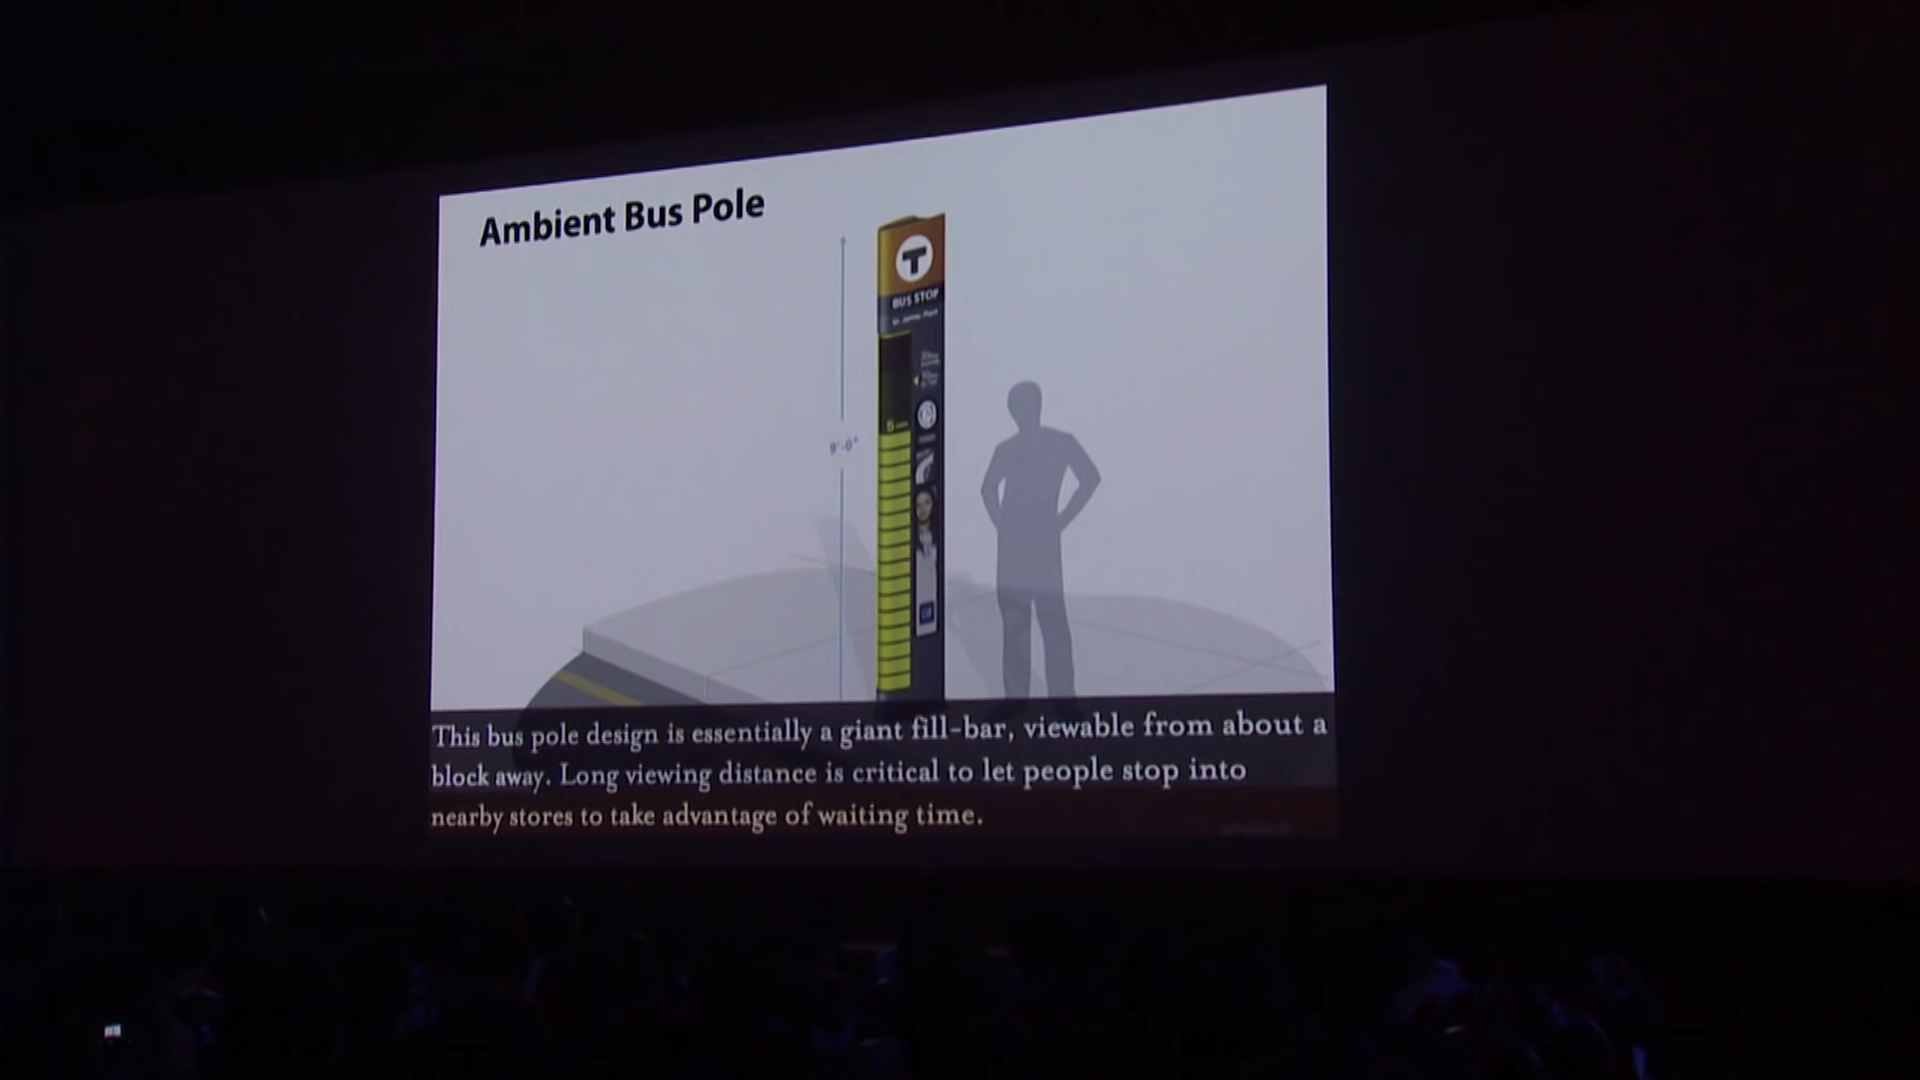 Ambient Bus Pole
T
BUS STOP
5
9'-0"
This bus pole design is essentially a giant fill-bar, viewable from about a
block away. Long viewing distance is critical to let people stop into
nearby stores to take advantage of waiting time.